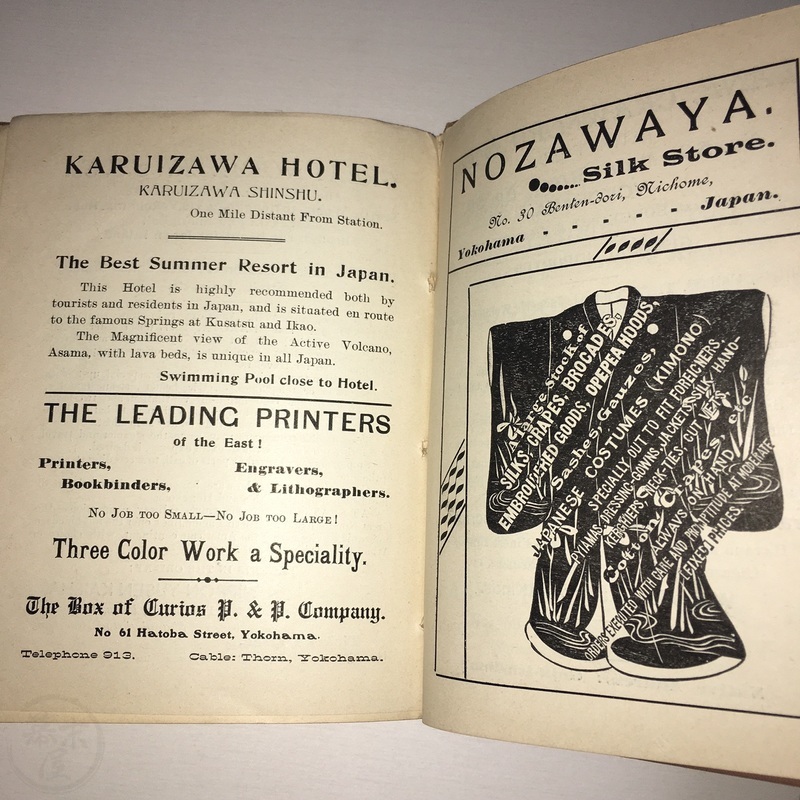 KARUIZAWA HOTEL.
KARUIZAWA SHINSHU.
One Mile Distant From Station.
The Best Summer Resort in Japan.
This Hotel is highly recommended both by
tourists and residents in Japan, and is situated en route
to the famous Springs at Kusatsu and Ikao.
The Magnificent view of the Active Volcano,
Asama, with lava beds, is unique in all Japan.
Swimming Pool close to Hotel.
THE LEADING PRINTERS
of the East!
Printers, Engravers,
Bookbinders, & Lithographers.
No Job too Small—No Job too Large!
Three Color Work a Speciality.
The Box of Curios P. & P. Company.
No 61 Hatoba Street, Yokohama.
Telephone 913. Cable: Thorn, Yokohama.
NOZAWAYA.
Silk Store.
No. 30 Benten-dori, Nichome,
Yokohama - - - - Japan.
Large Stock of
SILKS, CRAPES, BROCADES,
EMBROIDERED GOODS, OPEPEA HOODS,
Sashes, Gauzes,
JAPANESE COSTUMES (KIMONO)
SPECIALLY OUT TO FIT FOREIGNERS
PYJAMAS, DRESSING-GOWNS, JACKETS, SILK HAND-
KERCHIEFS, NECK-TIES CUT VESTS
Cotton Crapes, etc
ALWAYS ON HAND
ORDERS EXECUTED WITH CARE AND PROMPTITUDE AT MODERATE
FIXED PRICES.